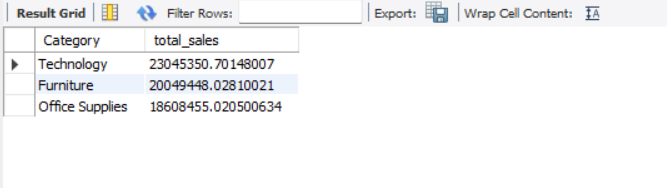 Result Grid Filter Rows: Export: Wrap Cell Content: IA
Category total_sales
Technology 23045350.70148007
Furniture 20049448.02810021
Office Supplies 18608455.020500634